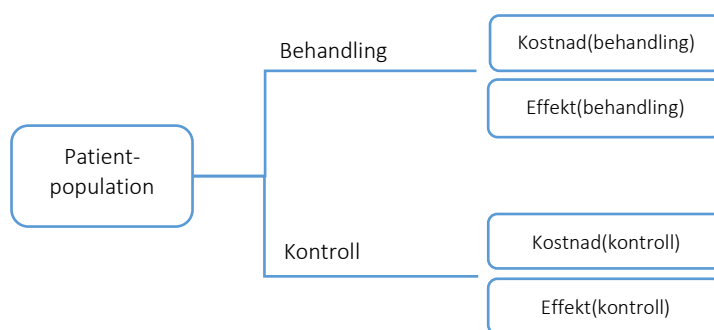 Kostnad(behandling)
Behandling
Effekt(behandling)
Patient-
population
Kostnad(kontroll)
Kontroll
Effekt(kontroll)